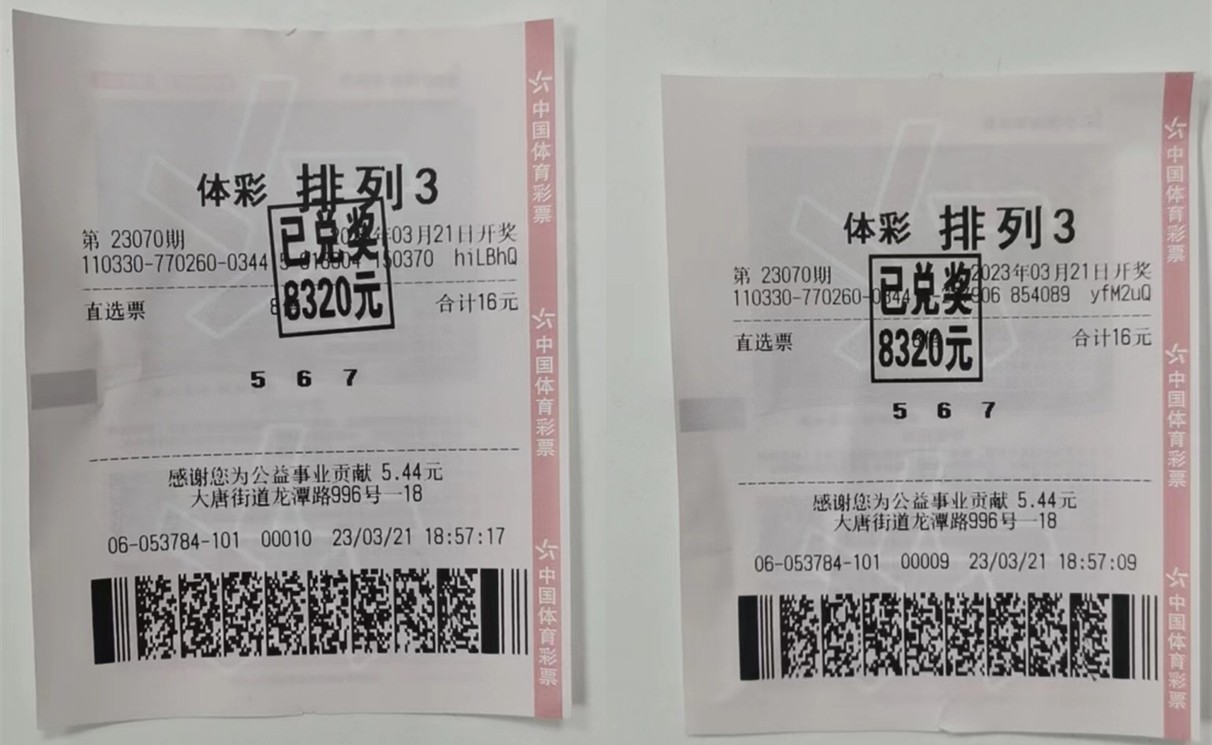 体彩 排列3
已兑奖
8320元
第 23070期 年03月21日开奖
110330-770260-0344 150370 hiLBhQ
直选票 合计16元
5 6 7
感谢您为公益事业贡献 5.44元
大唐街道龙潭路996号一18
06-053784-101 00010 23/03/21 18:57:17
中国体育彩票
中国体育彩票
中国体育彩票
体彩 排列3
已兑奖
8320元
第 23070期 2023年03月21日开奖
110330-770260- 854089 yfM2uQ
直选票 合计16元
5 6 7
感谢您为公益事业贡献 5.44元
大唐街道龙潭路996号一18
06-053784-101 00009 23/03/21 18:57:09
中国体育彩票
中国体育彩票
中国体育彩票